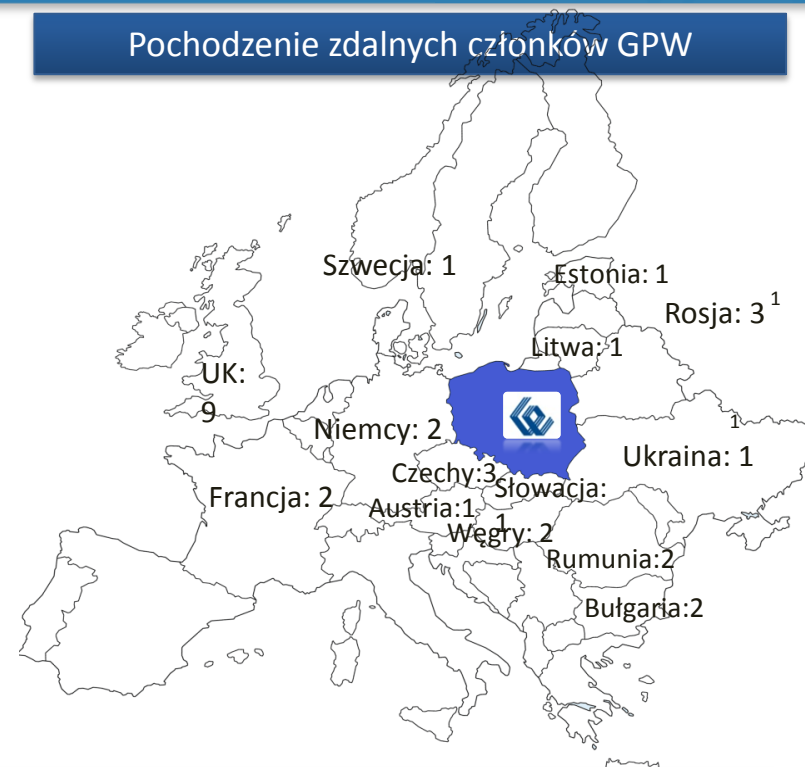 Pochodzenie zdalnych członków GPW
Szwecja: 1
Estonia: 1
Rosja: 3 1
Litwa: 1
UK:
9
Niemcy: 2
1
Ukraina: 1
Czechy:3
Słowacja:
1
Francja: 2
Austria:1
Węgry: 2
Rumunia:2
Bułgaria:2